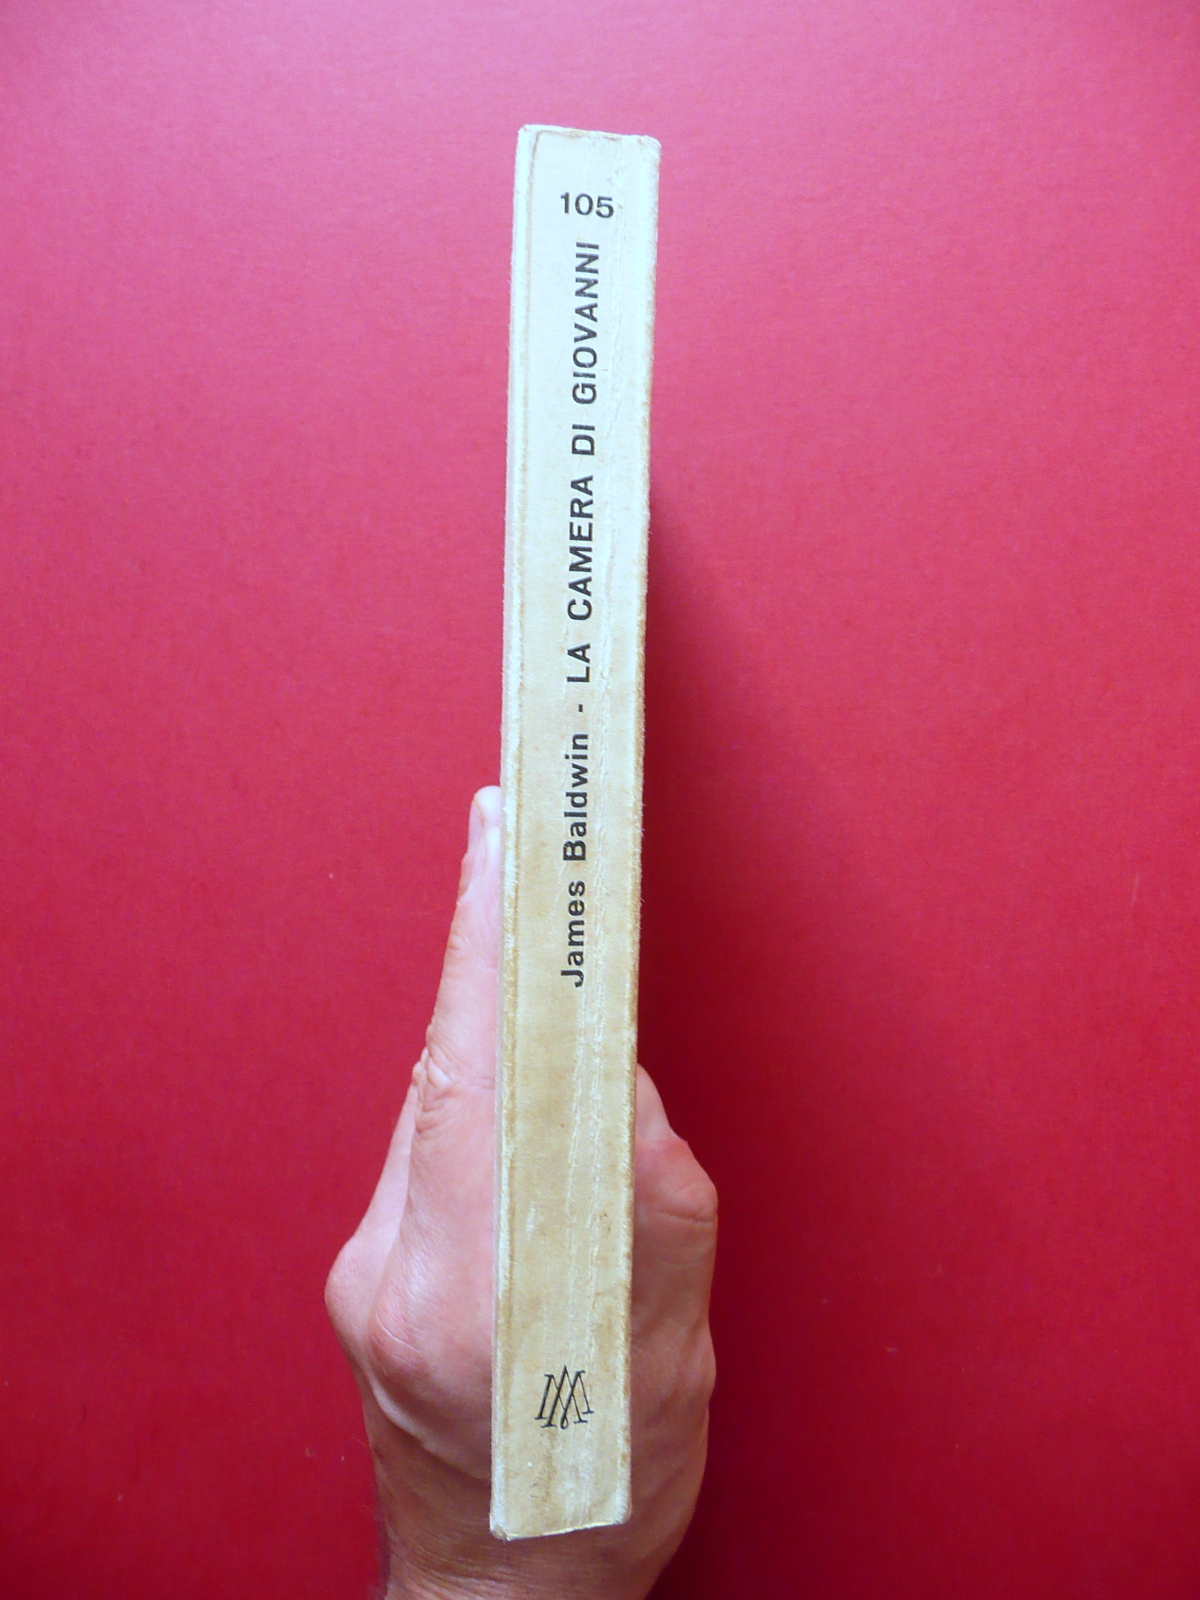 105
James Baldwin - LA CAMERA DI GIOVANNI